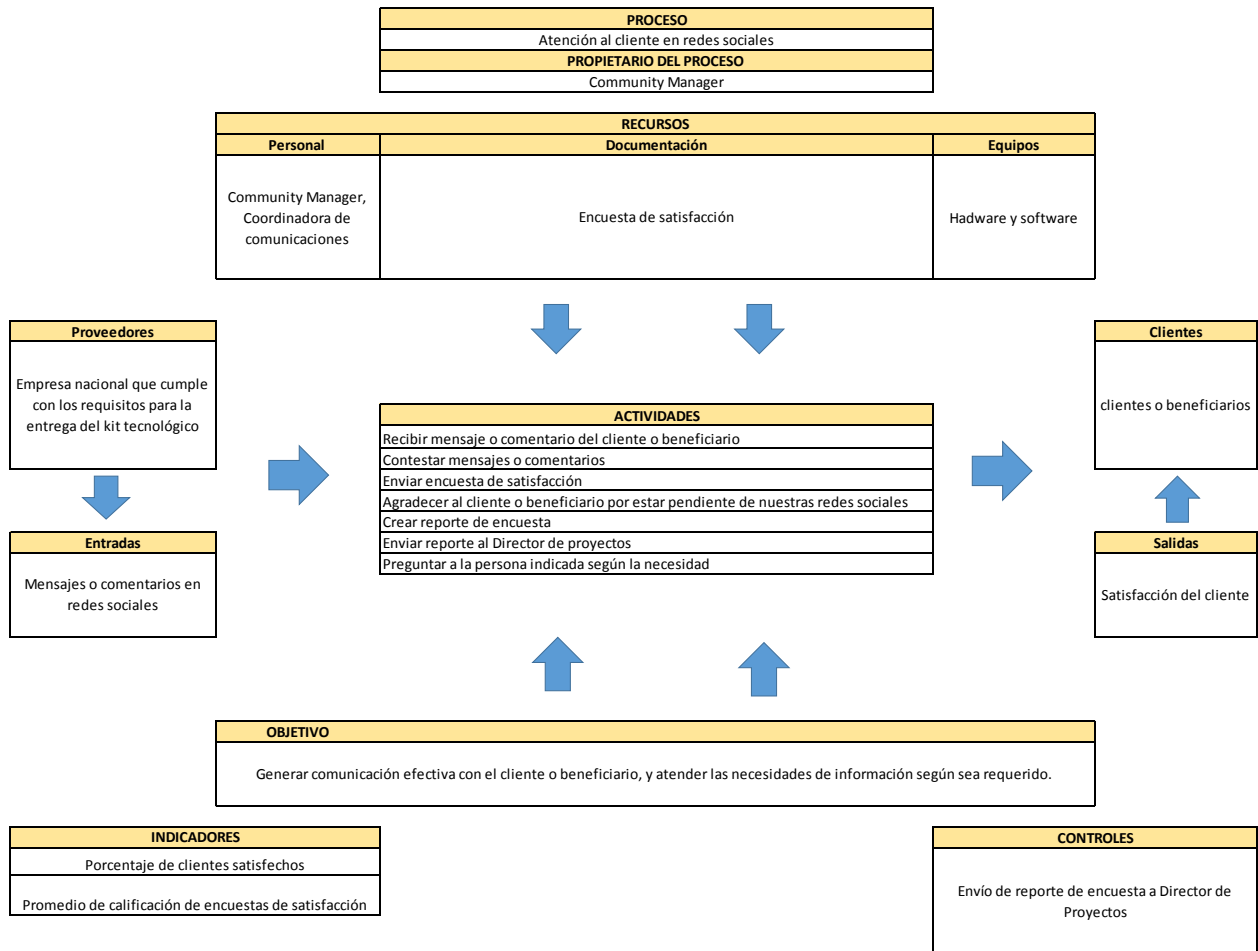 PROCESO
Atención al cliente en redes sociales
PROPIETARIO DEL PROCESO
Community Manager
RECURSOS
Personal
Documentación
Equipos
Community Manager,
Coordinadora de
comunicaciones
Encuesta de satisfacción
Hadware y software
Proveedores
Empresa nacional que cumple
con los requisitos para la
entrega del kit tecnológico
Entradas
Mensajes o comentarios en
redes sociales
ACTIVIDADES
Recibir mensaje o comentario del cliente o beneficiario
Contestar mensajes o comentarios
Enviar encuesta de satisfacción
Agradecer al cliente o beneficiario por estar pendiente de nuestras redes sociales
Crear reporte de encuesta
Enviar reporte al Director de proyectos
Preguntar a la persona indicada según la necesidad
Clientes
clientes o beneficiarios
Salidas
Satisfacción del cliente
OBJETIVO
Generar comunicación efectiva con el cliente o beneficiario, y atender las necesidades de información según sea requerido.
INDICADORES
Porcentaje de clientes satisfechos
Promedio de calificación de encuestas de satisfacción
CONTROLES
Envío de reporte de encuesta a Director de
Proyectos